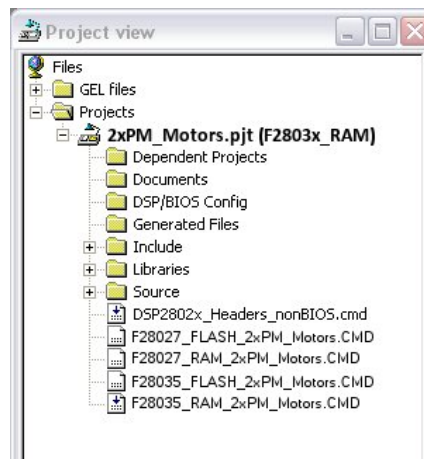 Project view
Files
GEL files
Projects
2xPM_Motors.pjt (F2803x_RAM)
Dependent Projects
Documents
DSP/BIOS Config
Generated Files
Include
Libraries
Source
DSP2802x_Headers_nonBIOS.cmd
F28027_FLASH_2xPM_Motors.CMD
F28027_RAM_2xPM_Motors.CMD
F28035_FLASH_2xPM_Motors.CMD
F28035_RAM_2xPM_Motors.CMD